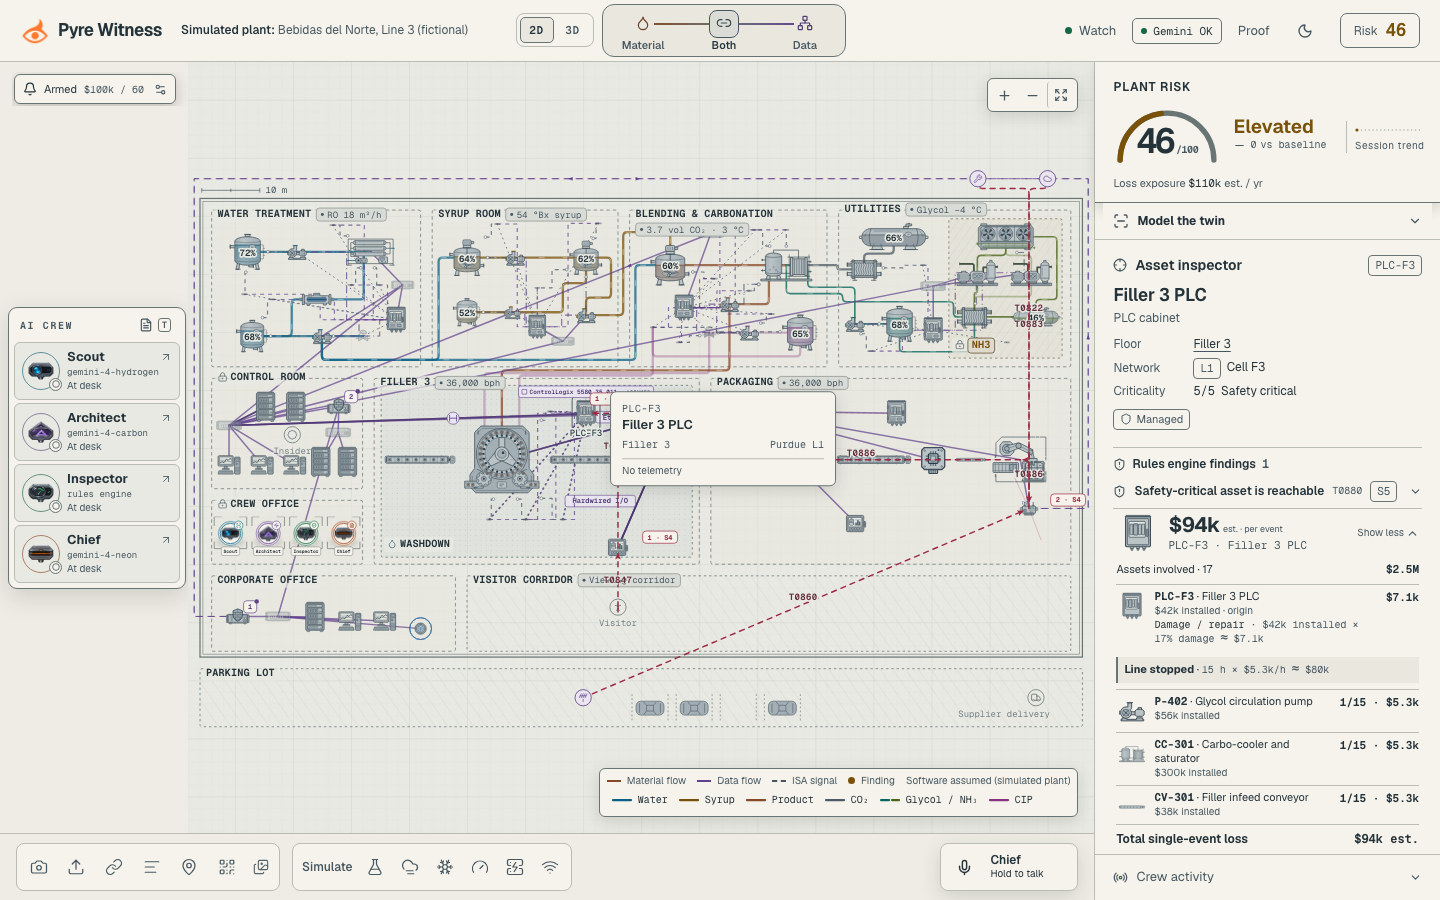 Pyre Witness
Simulated plant: Bebidas del Norte, Line 3 (fictional)
2D 3D
Material Both Data
Watch
Gemini OK
Proof
Risk 46
Armed $100k / 60
AI CREW T
Scout
gemini-4-hydrogen
At desk
Architect
gemini-4-carbon
At desk
Inspector
rules engine
At desk
Chief
gemini-4-neon
At desk
10 m
WATER TREATMENT • RO 18 m³/h
SYRUP ROOM • 54 °Bx syrup
BLENDING & CARBONATION
• 3.7 vol CO₂ · 3 °C
UTILITIES • Glycol -4 °C
72%
64%
62%
60%
66%
52%
68%
65%
68%
46%
T0822
T0883
NH3
CONTROL ROOM
2
Insider
FILLER 3 • 36,000 bph
PLC-F3
PACKAGING • 36,000 bph
PLC-F3
Filler 3 PLC
Filler 3 Purdue L1
No telemetry
T0886
T0886
Hardwired I/O
2 · S4
1 · S4
WASHDOWN
CREW OFFICE
Scout Architect Inspector Chief
CORPORATE OFFICE
1
VISITOR CORRIDOR
T0847
corridor
Visitor
T0860
PARKING LOT
Supplier delivery
Material flow Data flow ISA signal Finding Software assumed (simulated plant)
Water Syrup Product CO₂ Glycol / NH₃ CIP
Simulate
Chief
Hold to talk
PLANT RISK
46 /100
Elevated
— 0 vs baseline
Session trend
Loss exposure $110k est. / yr
Model the twin
Asset inspector PLC-F3
Filler 3 PLC
PLC cabinet
Floor Filler 3
Network L1 Cell F3
Criticality 5/5 Safety critical
Managed
Rules engine findings 1
Safety-critical asset is reachable T0880 S5
$94k est. · per event Show less
PLC-F3 · Filler 3 PLC
Assets involved · 17 $2.5M
PLC-F3 · Filler 3 PLC $7.1k
$42k installed · origin
Damage / repair · $42k installed ×
17% damage ≈ $7.1k
Line stopped · 15 h × $5.3k/h ≈ $80k
P-402 · Glycol circulation pump 1/15 · $5.3k
$56k installed
CC-301 · Carbo-cooler and 1/15 · $5.3k
saturator
$300k installed
CV-301 · Filler infeed conveyor 1/15 · $5.3k
$38k installed
Total single-event loss $94k est.
Crew activity